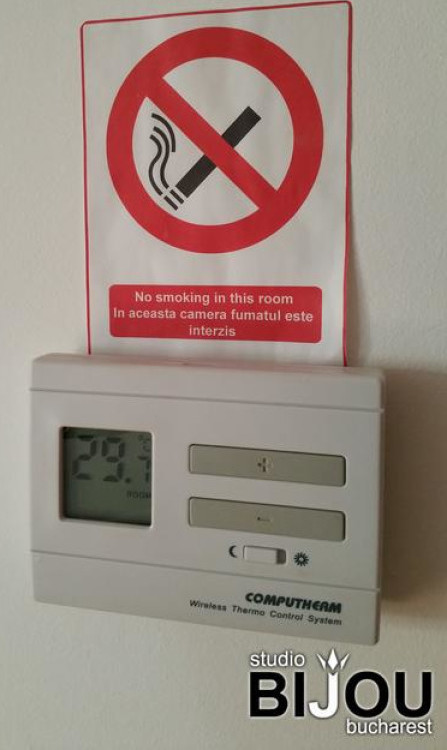 No smoking in this room
In aceasta camera fumatul este
interzis
29.7
ROOM
+
-
COMPUTHERM
Wireless Thermo Control System
studio
BIJOU
bucharest